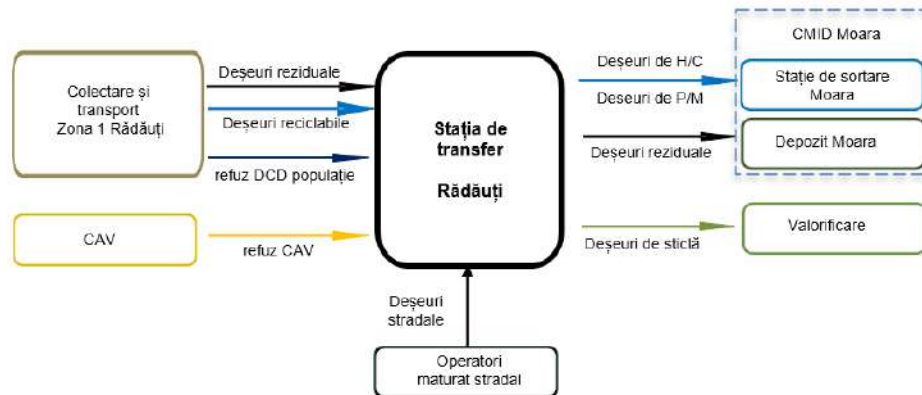 Colectare și
transport
Zona 1 Rădăuți
Deșeuri reziduale
Deșeuri reciclabile
refuz DCD populație
CAV
refuz CAV
Stația de
transfer
Rădăuți
Deșeuri
stradale
Operatori
maturat stradal
Deșeuri de H/C
Deseuri de P/M
Deșeuri reziduale
Deșeuri de sticlă
CMID Moara
Stație de sortare
Moara
Depozit Moara
Valorificare